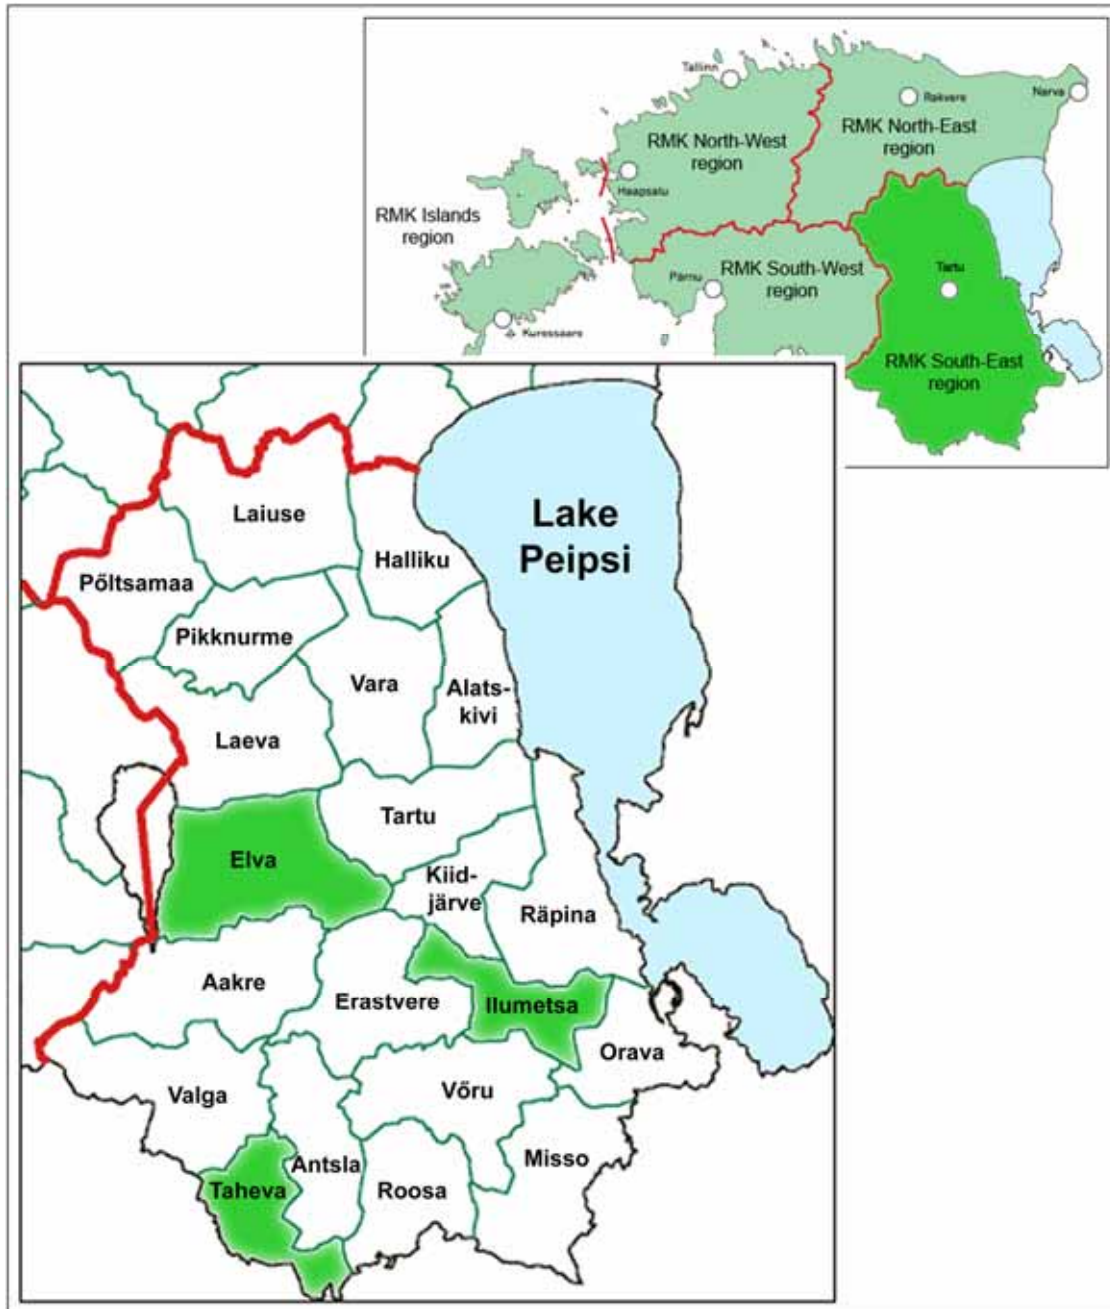 Tallinn
Rakvere
Narva
RMK North-West
region
RMK North-East
region
Haapsalu
RMK Islands
region
RMK South-West
region
Pärnu
Tartu
Kuressaare
RMK South-East
region
Lake
Peipsi
Laiuse
Halliku
Põltsamaa
Pikknurme
Vara
Alats-
kivi
Laeva
Tartu
Elva
Kiid-
järve
Räpina
Aakre
Erastvere
Ilumetsa
Orava
Valga
Võru
Antsla
Misso
Taheva
Roosa